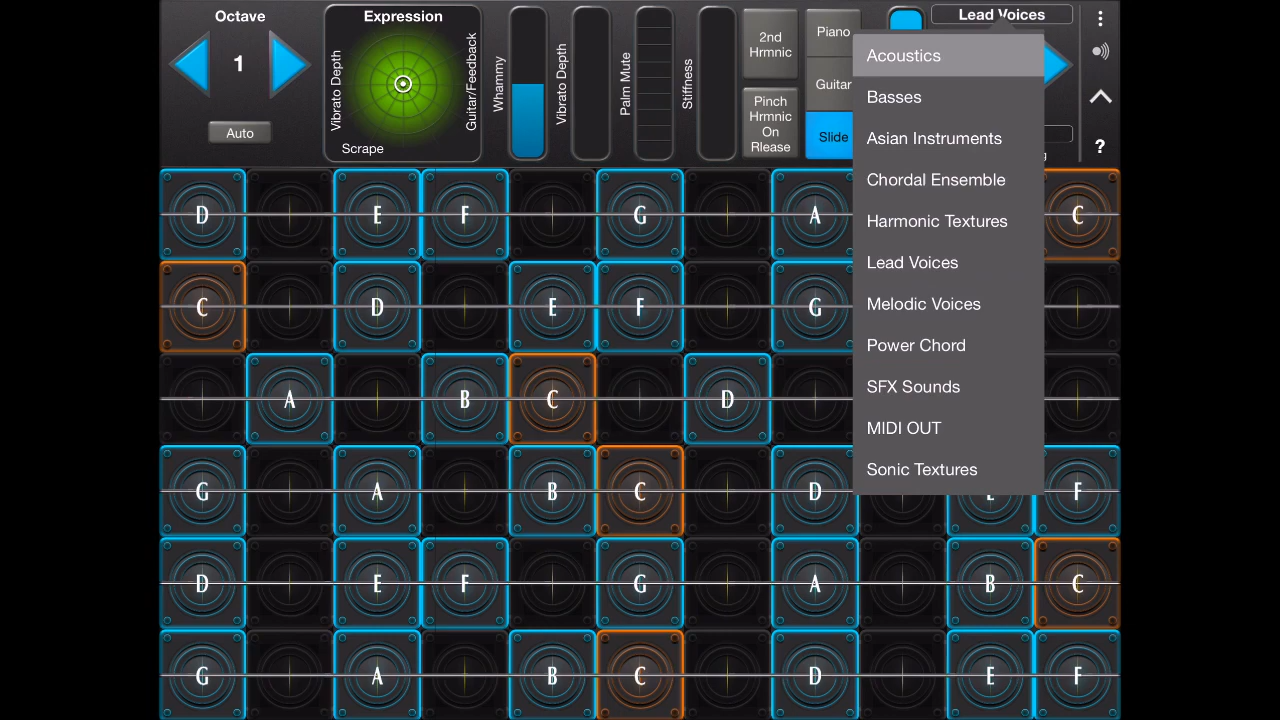 Octave
1
Auto
Expression
Vibrato Depth
Guitar/Feedback
Scrape
Whammy
Vibrato Depth
Palm Mute
Stiffness
2nd
Hrmnic
Pinch
Hrmnic
On
Rlease
Piano
Guitar
Slide
Lead Voices
?
Acoustics
Basses
Asian Instruments
Chordal Ensemble
Harmonic Textures
Lead Voices
Melodic Voices
Power Chord
SFX Sounds
MIDI OUT
Sonic Textures
D E F G A C
C D E F G
A B C D
G A B C D E F
D E F G A B C
G A B C D E F